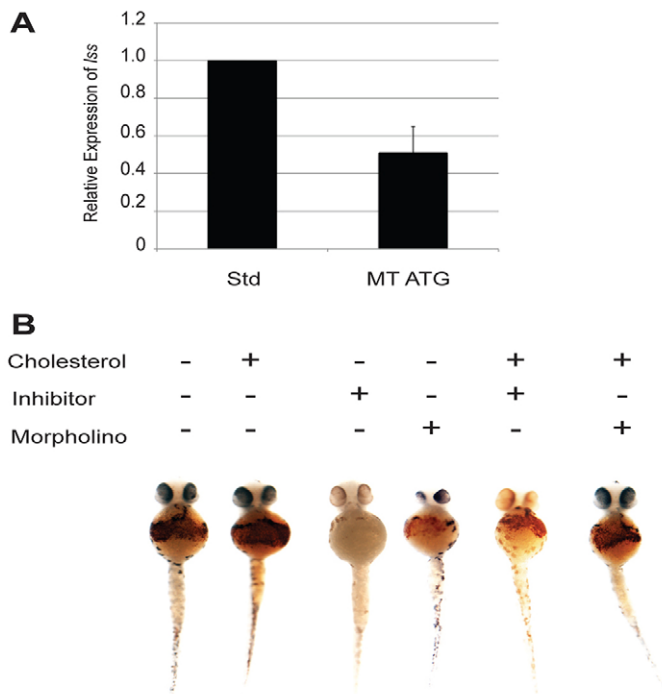 A
Relative Expression of lss
1.2
1.0
0.8
0.6
0.4
0.2
0
Std MT ATG
B
Cholesterol - + - - + +
Inhibitor - - + - + -
Morpholino - - - + - +